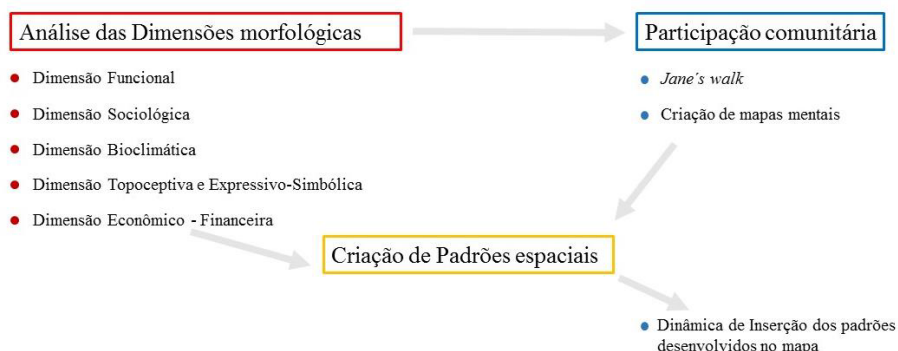 Análise das Dimensões morfológicas
Dimensão Funcional
Dimensão Sociológica
Dimensão Bioclimática
Dimensão Topoceptiva e Expressivo-Simbólica
Dimensão Econômico - Financeira
Participação comunitária
Jane´s walk
Criação de mapas mentais
Criação de Padrões espaciais
Dinâmica de Inserção dos padrões
desenvolvidos no mapa